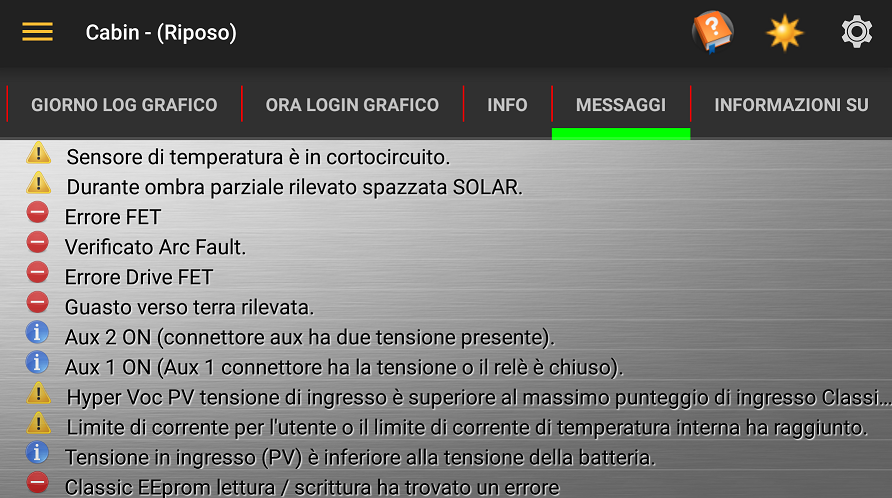 Cabin - (Riposo)
GIORNO LOG GRAFICO
ORA LOGIN GRAFICO
INFO
MESSAGGI
INFORMAZIONI SU
Sensore di temperatura è in cortocircuito.
Durante ombra parziale rilevato spazzata SOLAR.
Errore FET
Verificato Arc Fault.
Errore Drive FET
Guasto verso terra rilevata.
Aux 2 ON (connettore aux ha due tensione presente).
Aux 1 ON (Aux 1 connettore ha la tensione o il relè è chiuso).
Hyper Voc PV tensione di ingresso è superiore al massimo punteggio di ingresso Classi...
Limite di corrente per l'utente o il limite di corrente di temperatura interna ha raggiunto.
Tensione in ingresso (PV) è inferiore alla tensione della batteria.
Classic EEprom lettura / scrittura ha trovato un errore